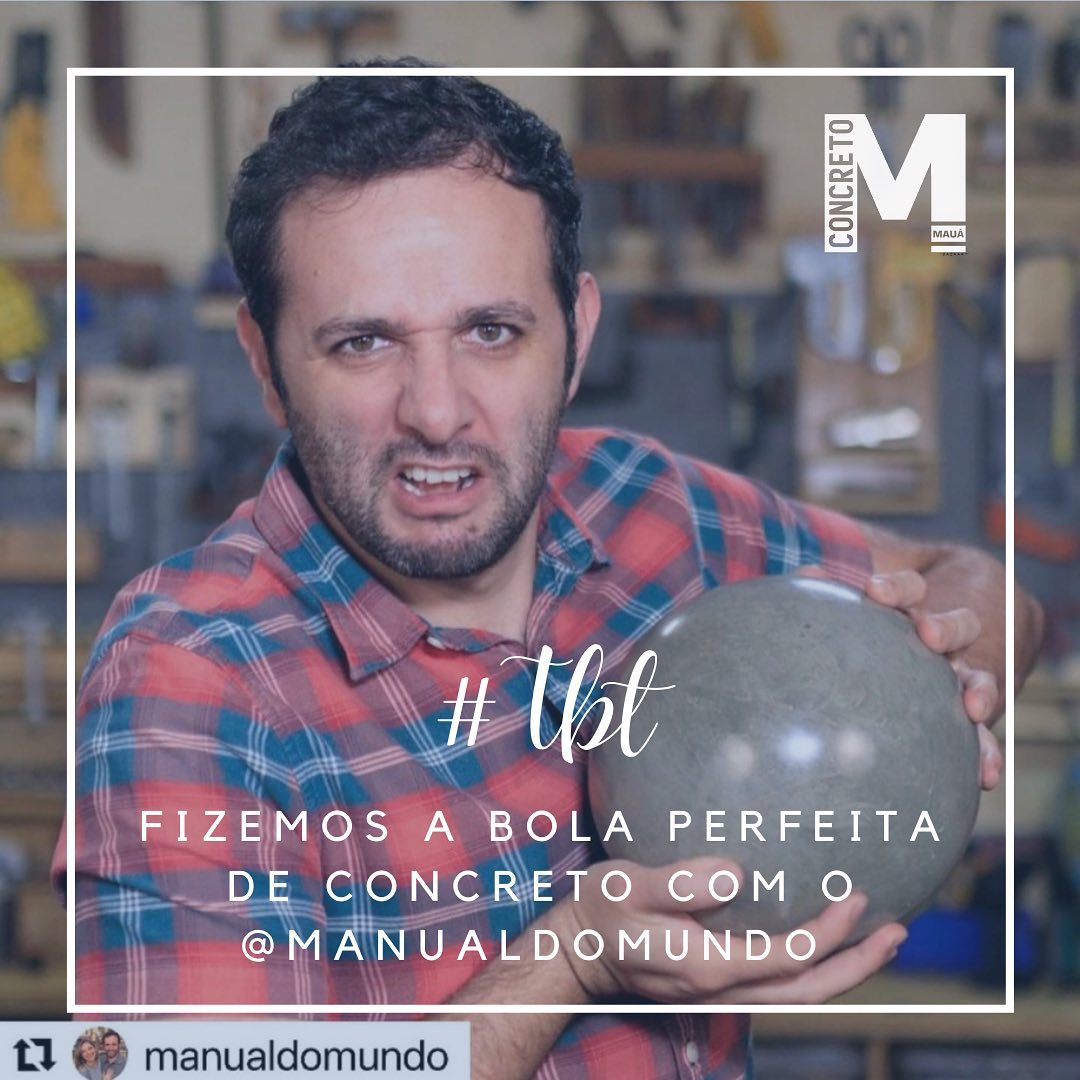 CONCRETO
M
MAUÁ
# tbt
FIZEMOS A BOLA PERFEITA
DE CONCRETO COM O
@MANUALDOMUNDO
manualdomundo